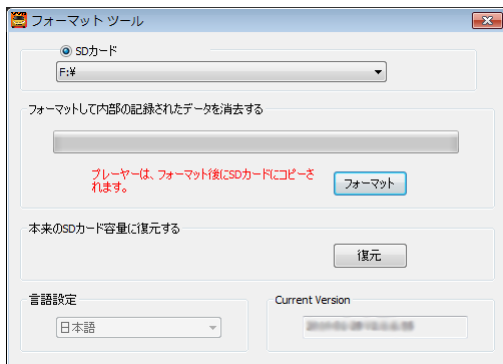 フォーマット ツール
SDカード
F:¥
フォーマットして内部の記録されたデータを消去する
プレーヤーは、フォーマット後にSDカードにコピーさ
れます。
フォーマット
本来のSDカード容量に復元する
復元
言語設定
Current Version
日本語